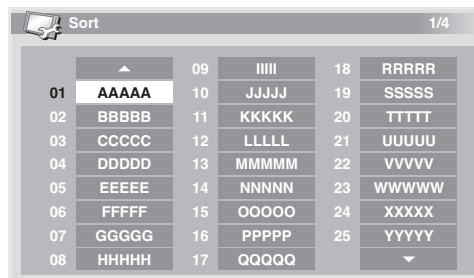 Sort 1/4
01 AAAAA
02 BBBBB
03 CCCCC
04 DDDDD
05 EEEEE
06 FFFFF
07 GGGGG
08 HHHHH
09 IIIII
10 JJJJJ
11 KKKKK
12 LLLLL
13 MMMMM
14 NNNNN
15 OOOOO
16 PPPPP
17 QQQQQ
18 RRRRR
19 SSSSS
20 TTTTT
21 UUUUU
22 VVVVV
23 WWWWW
24 XXXXX
25 YYYYY